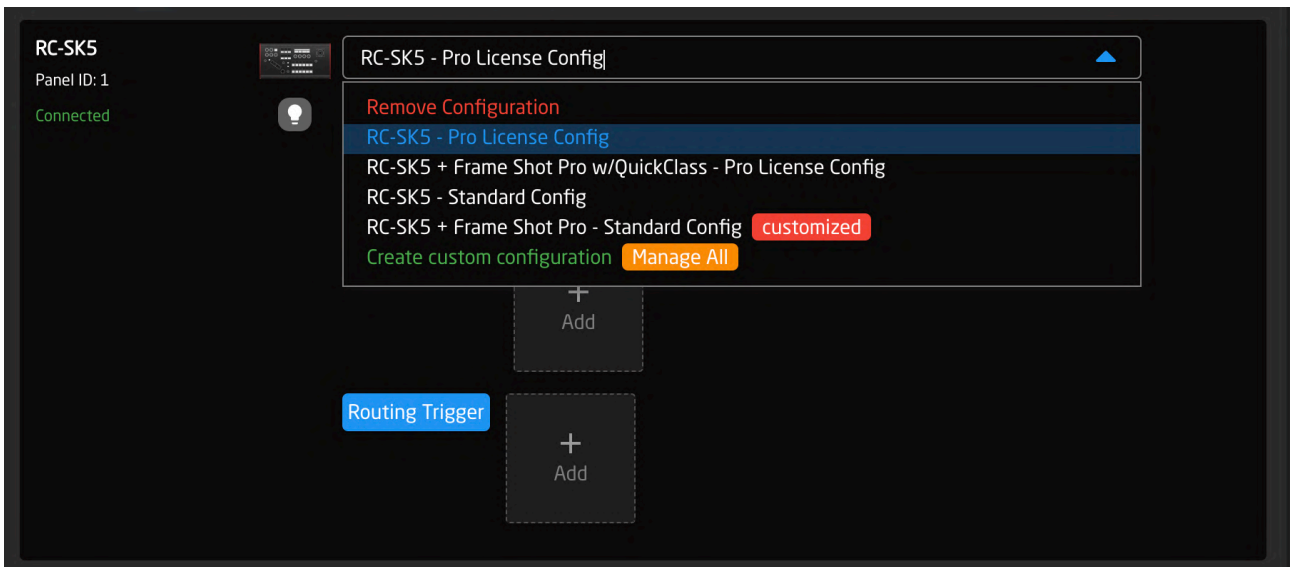 RC-SK5
Panel ID: 1
Connected
RC-SK5 - Pro License Config
Remove Configuration
RC-SK5 - Pro License Config
RC-SK5 + Frame Shot Pro w/QuickClass - Pro License Config
RC-SK5 - Standard Config
RC-SK5 + Frame Shot Pro - Standard Config customized
Create custom configuration Manage All
+
Add
Routing Trigger
+
Add